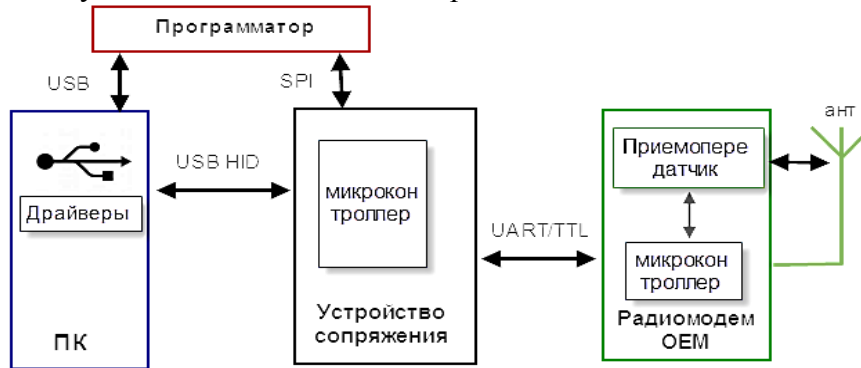 Программатор
USB
SPI
ант
Приемопере
датчик
USB HID
микрокон
троллер
Драйверы
UART/TTL
микрокон
троллер
Устройство
сопряжения
Радиомодем
OEM
ПК